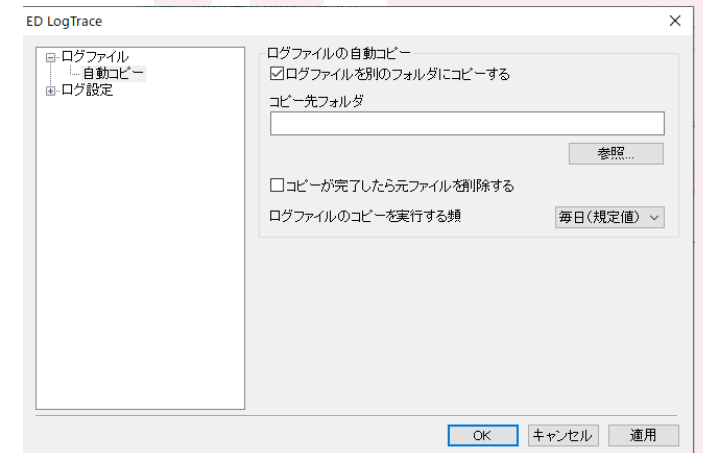 ED LogTrace
ログファイル
自動コピー
ログ設定
ログファイルの自動コピー
ログファイルを別のフォルダにコピーする
コピー先フォルダ
参照...
コピーが完了したら元ファイルを削除する
ログファイルのコピーを実行する頻
毎日(規定値)
OK
キャンセル
適用